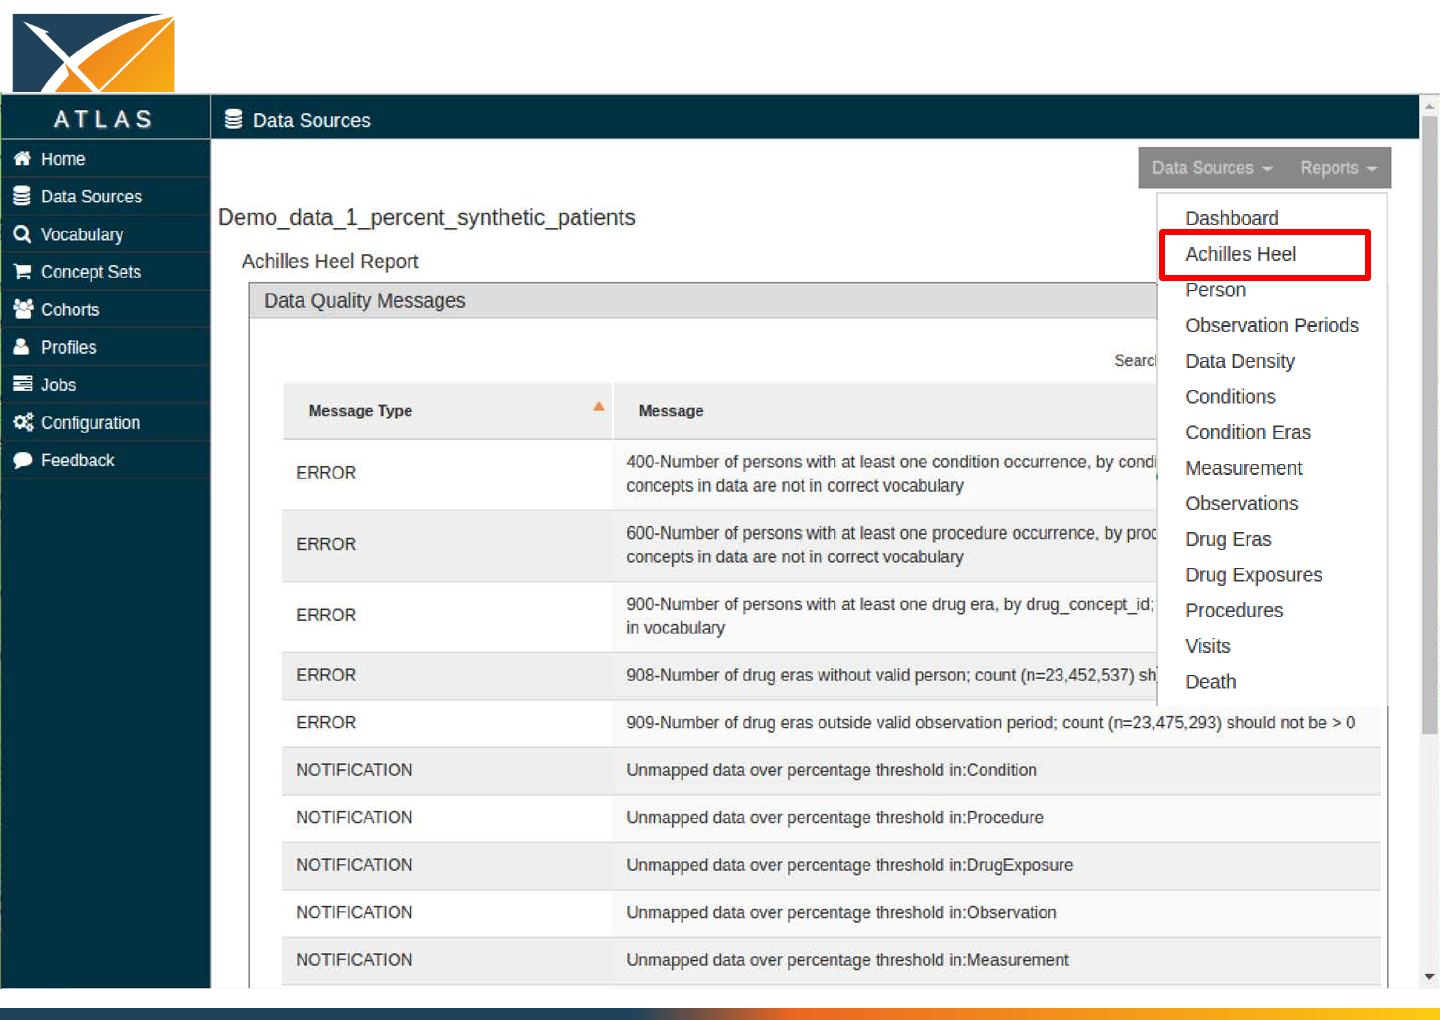 ATLAS
Data Sources
Home
Data Sources
Vocabulary
Concept Sets
Cohorts
Profiles
Jobs
Configuration
Feedback
Data Sources
Reports
Dashboard
Achilles Heel
Person
Observation Periods
Data Density
Conditions
Condition Eras
Measurement
Observations
Drug Eras
Drug Exposures
Procedures
Visits
Death
Demo_data_1_percent_synthetic_patients
Achilles Heel Report
Data Quality Messages
Message Type
Message
ERROR
400-Number of persons with at least one condition occurrence, by
concepts in data are not in correct vocabulary
ERROR
600-Number of persons with at least one procedure occurrence, by
concepts in data are not in correct vocabulary
ERROR
900-Number of persons with at least one drug era, by drug_concept_id;
in vocabulary
ERROR
908-Number of drug eras without valid person; count (n=23,452,537)
ERROR
909-Number of drug eras outside valid observation period; count (n=23,475,293) should not be > 0
NOTIFICATION
Unmapped data over percentage threshold in:Condition
NOTIFICATION
Unmapped data over percentage threshold in:Procedure
NOTIFICATION
Unmapped data over percentage threshold in:DrugExposure
NOTIFICATION
Unmapped data over percentage threshold in:Observation
NOTIFICATION
Unmapped data over percentage threshold in:Measurement